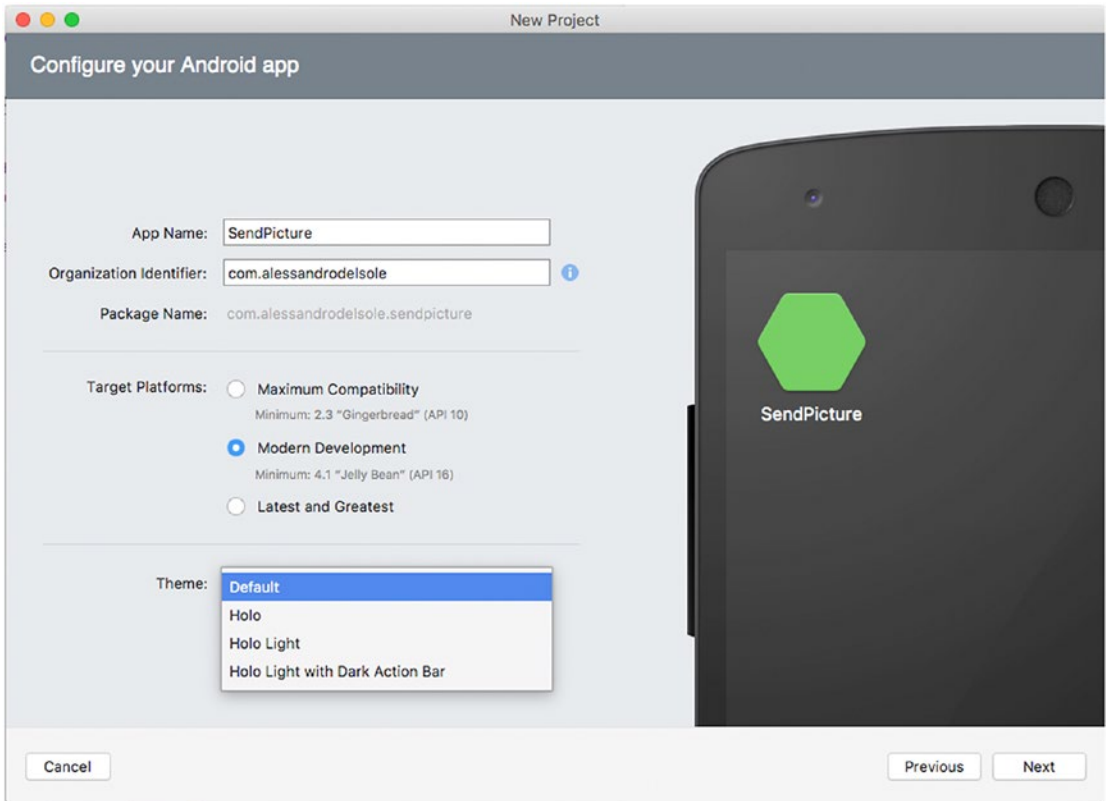 New Project
Configure your Android app
App Name: SendPicture
Organization Identifier: com.alessandrodelsole
Package Name: com.alessandrodelsole.sendpicture
Target Platforms: Maximum Compatibility
Minimum: 2.3 "Gingerbread" (API 10)
Modern Development
Minimum: 4.1 "Jelly Bean" (API 16)
Latest and Greatest
Theme: Default
Holo
Holo Light
Holo Light with Dark Action Bar
SendPicture
Cancel
Previous
Next